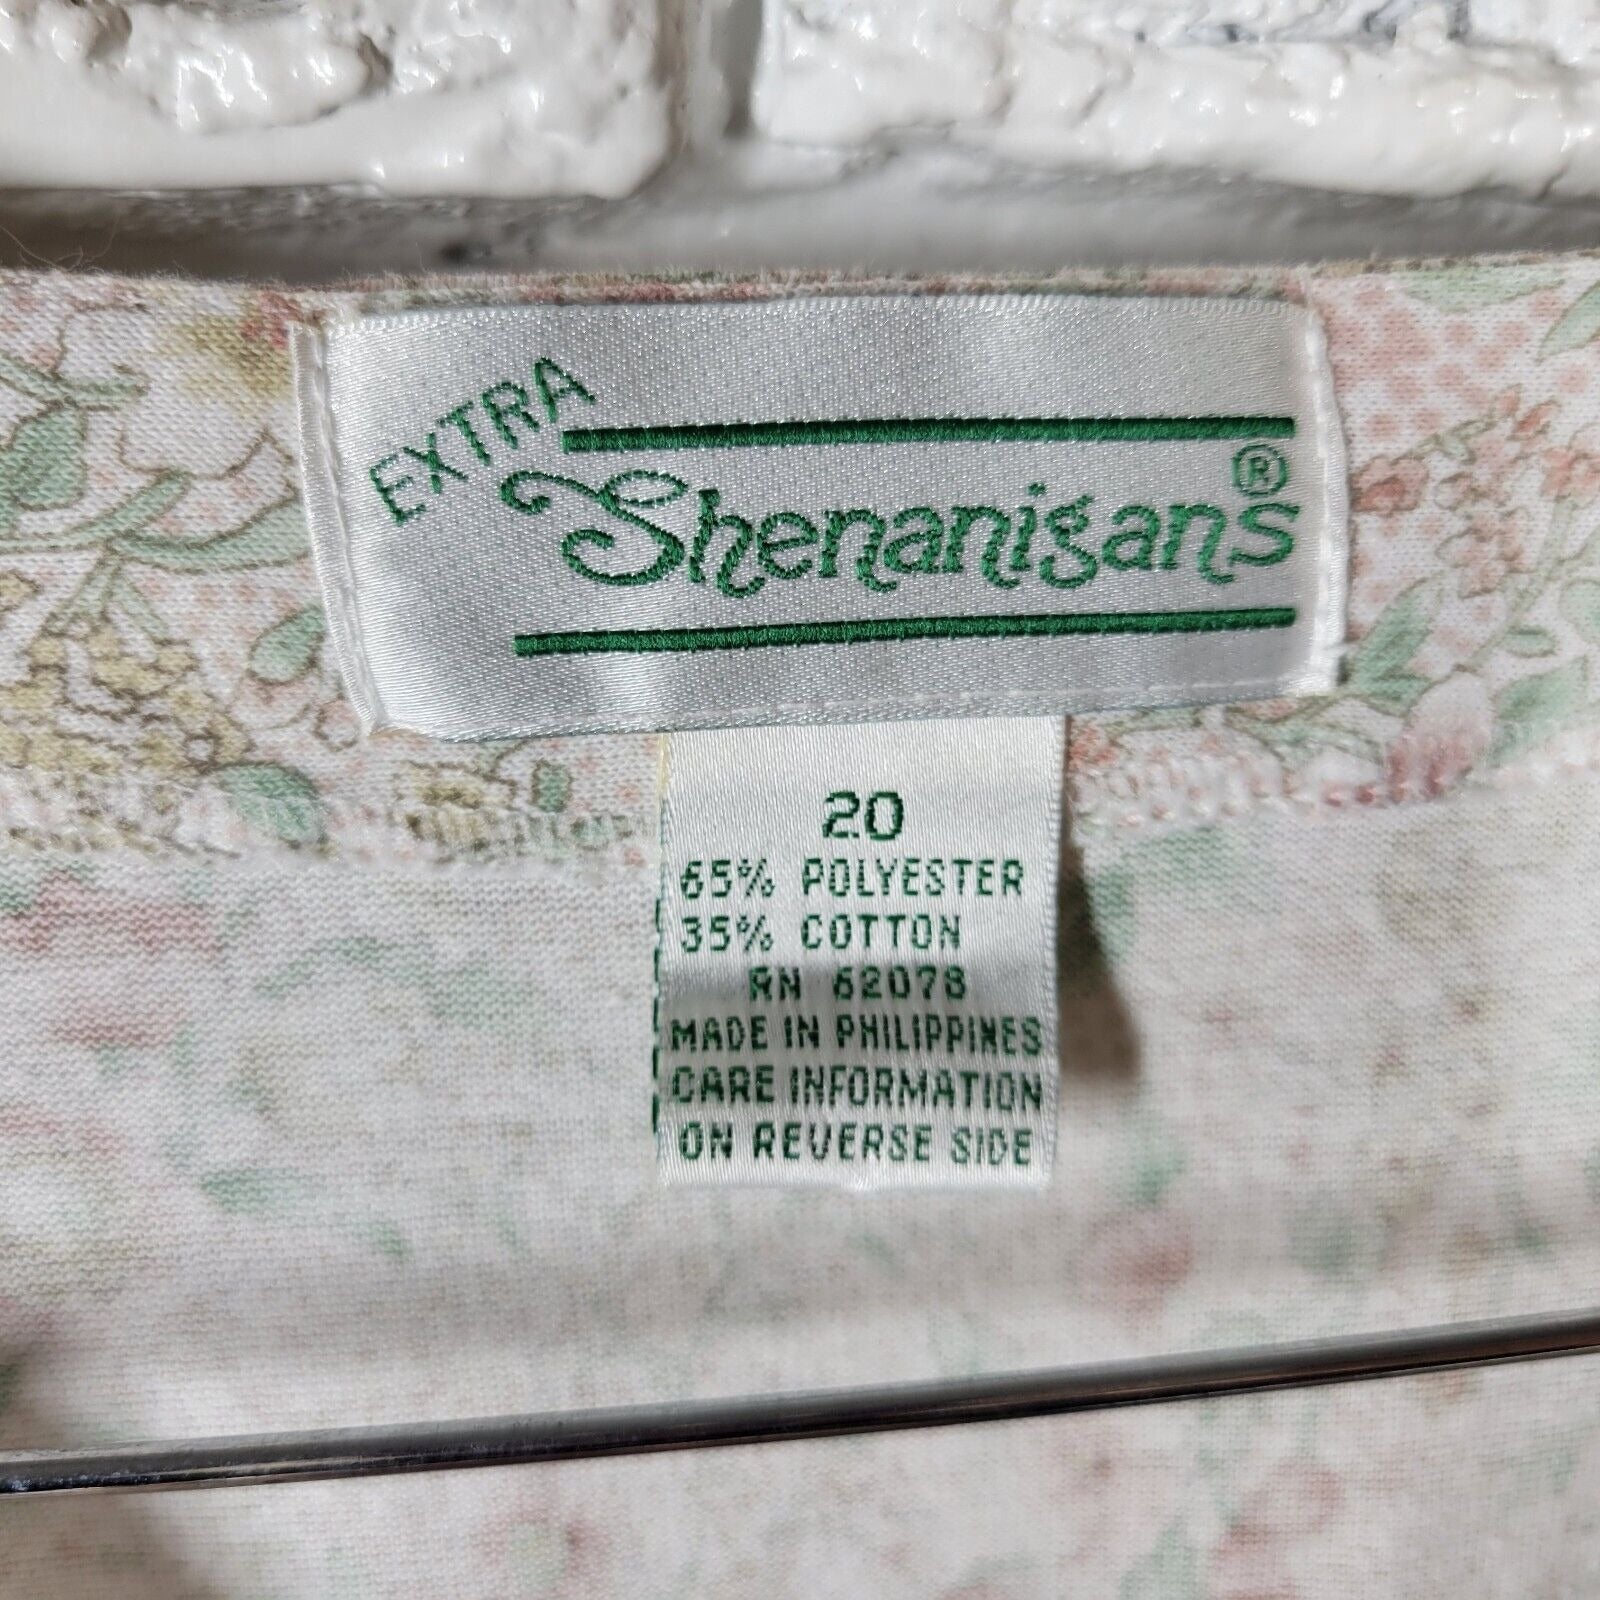 EXTRA
Shenanigans®
20
65% POLYESTER
35% COTTON
RN 62078
MADE IN PHILIPPINES
CARE INFORMATION
ON REVERSE SIDE